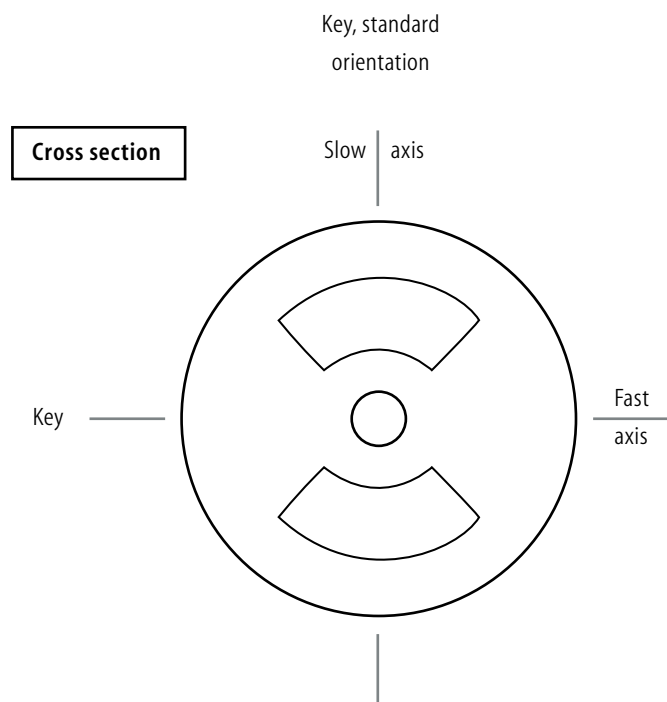 Key, standard
orientation
Cross section
Slow axis
Key
Fast
axis